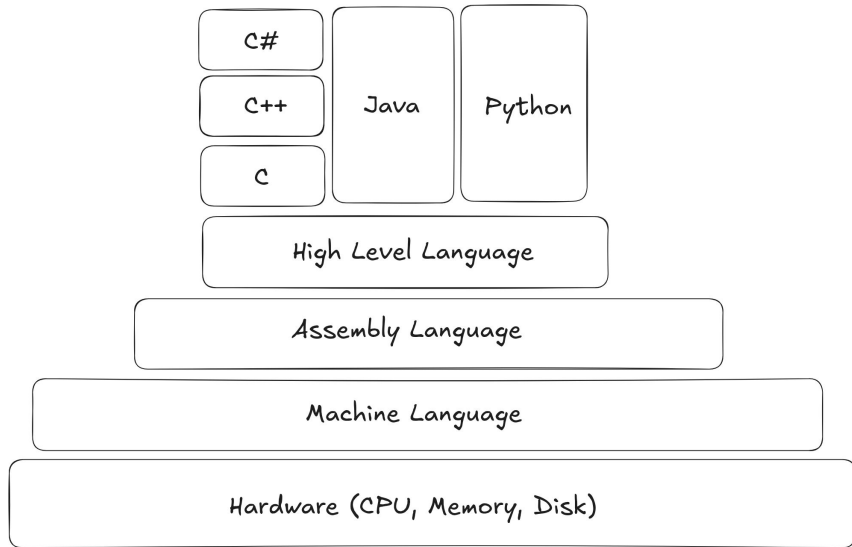 C#
C++
C
Java
Python
High Level Language
Assembly Language
Machine Language
Hardware (CPU, Memory, Disk)